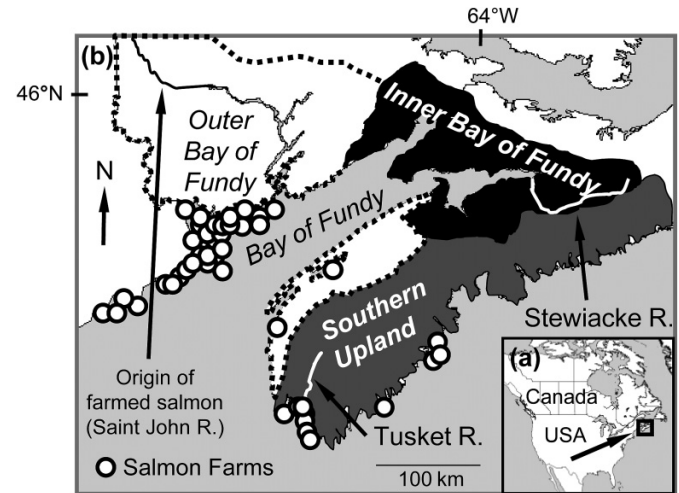 64°W
(b)
46°N
Inner Bay of Fundy
Outer
Bay of
Fundy
N
Bay of Fundy
Southern
Upland
Stewiacke R.
Origin of
farmed salmon
(Saint John R.)
Tusket R.
Salmon Farms
100 km
(a)
Canada
USA